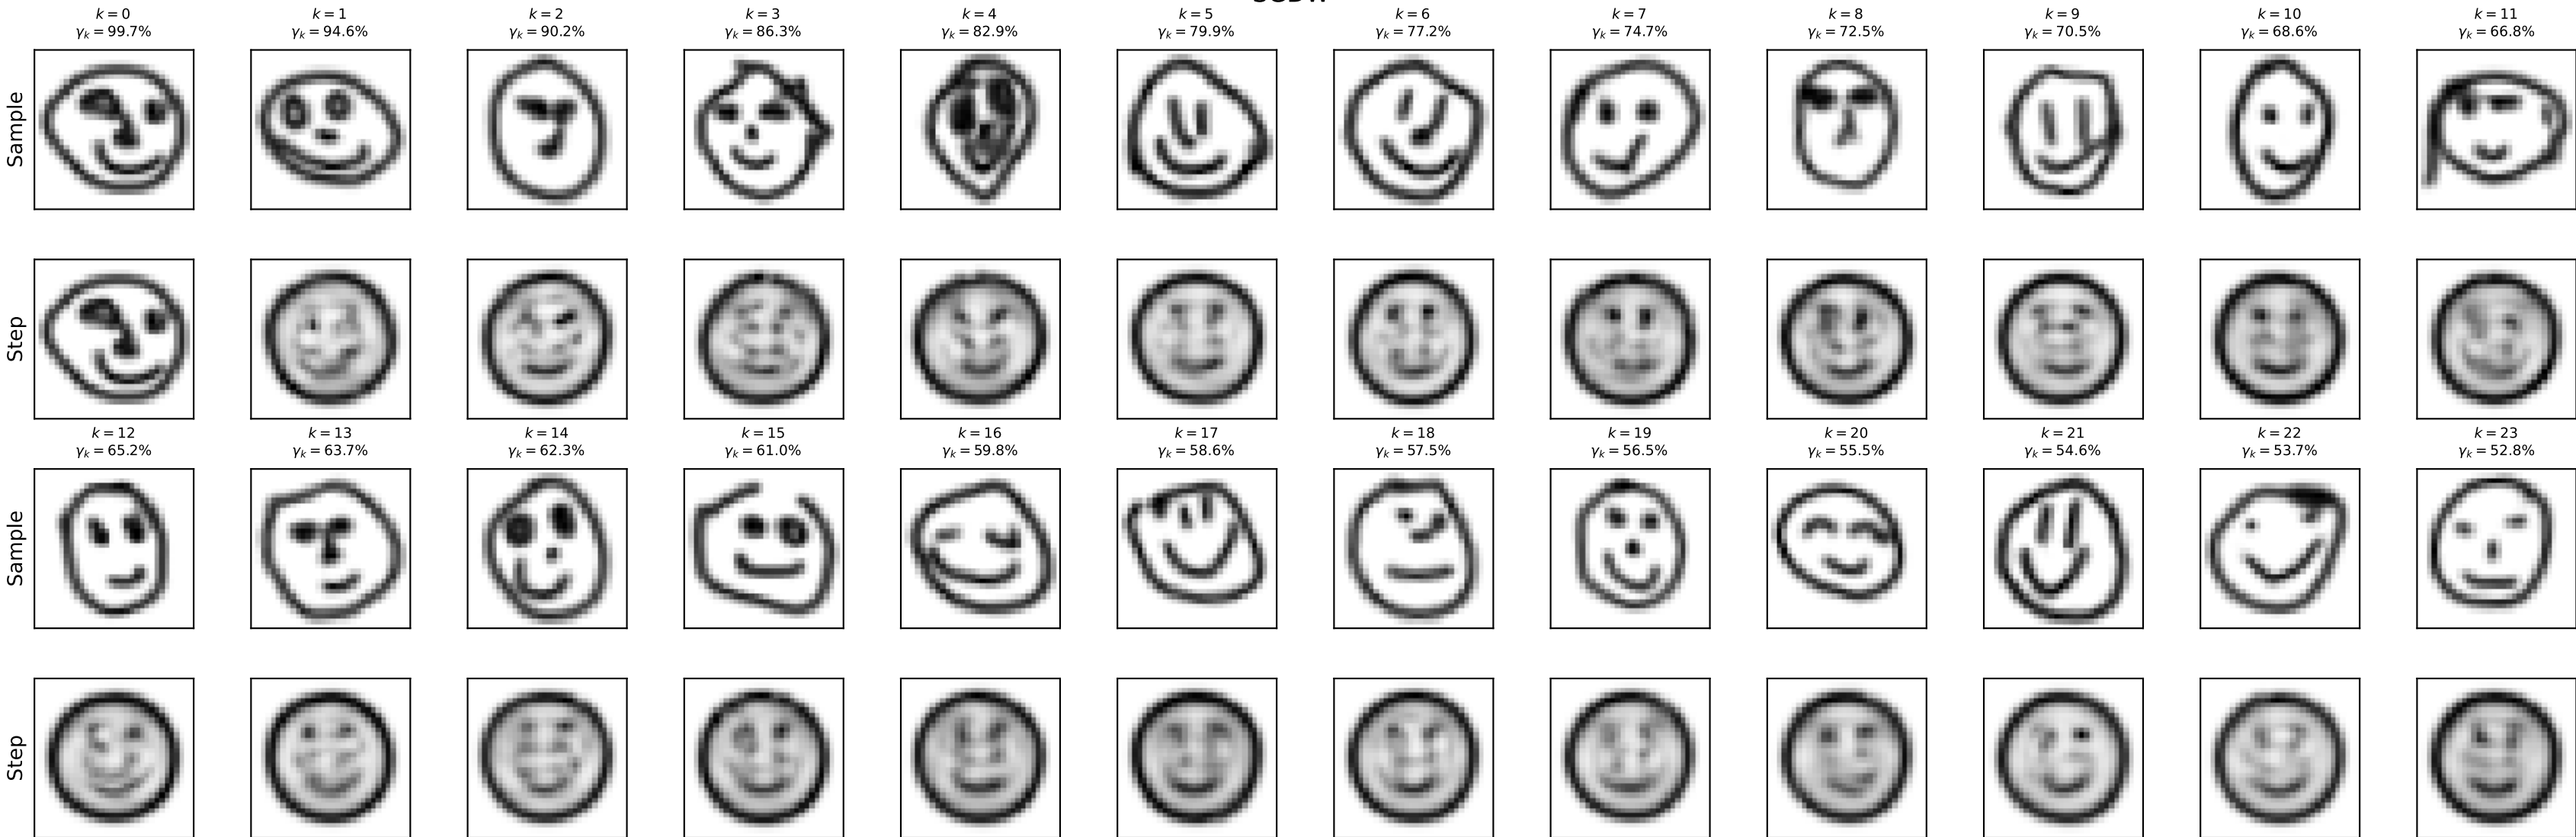 k = 0 k = 1 k = 2 k = 3 k = 4 k = 5 k = 6 k = 7 k = 8 k = 9 k = 10 k = 11
γk = 99.7% γk = 94.6% γk = 90.2% γk = 86.3% γk = 82.9% γk = 79.9% γk = 77.2% γk = 74.7% γk = 72.5% γk = 70.5% γk = 68.6% γk = 66.8%
Sample
Step
k = 12 k = 13 k = 14 k = 15 k = 16 k = 17 k = 18 k = 19 k = 20 k = 21 k = 22 k = 23
γk = 65.2% γk = 63.7% γk = 62.3% γk = 61.0% γk = 59.8% γk = 58.6% γk = 57.5% γk = 56.5% γk = 55.5% γk = 54.6% γk = 53.7% γk = 52.8%
Sample
Step